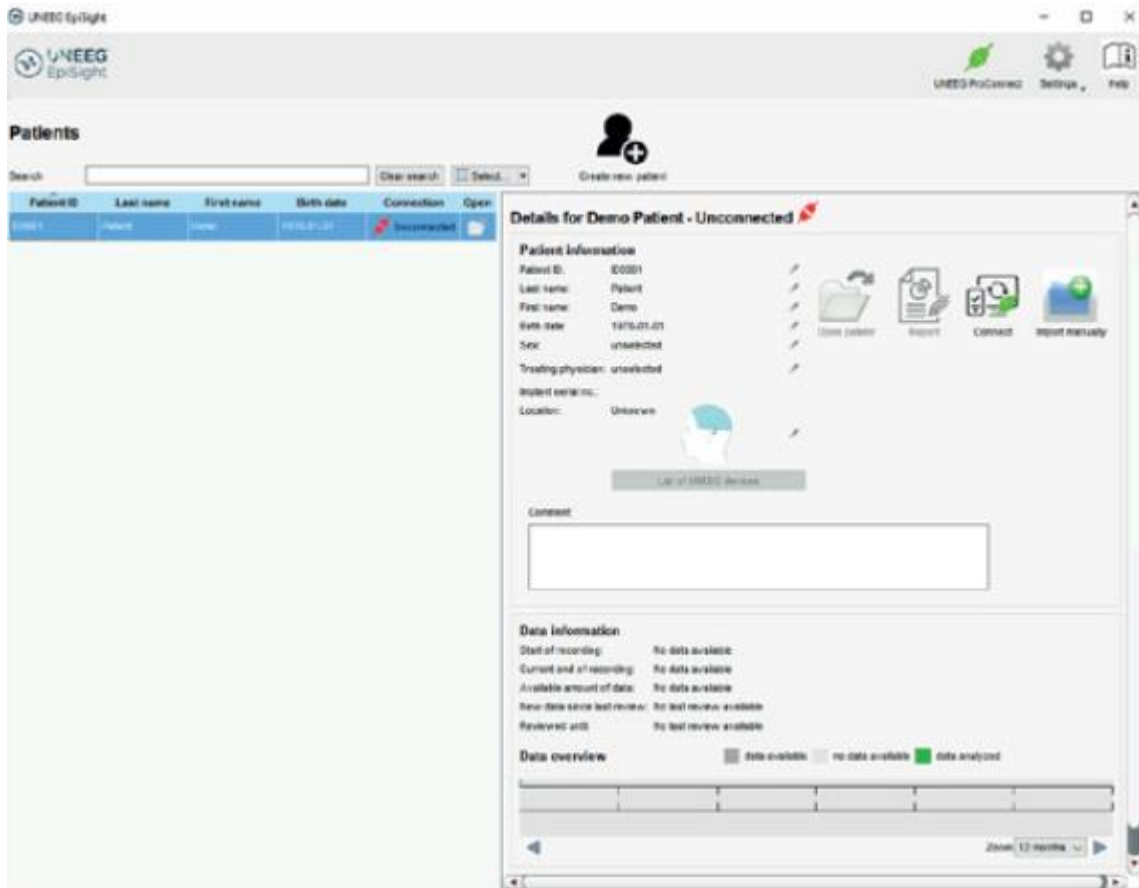 UNEEG EpiSight
UNEEG
EpiSight
UNEEG ProConnect Settings Help
Patients
Search Clear search Select...
Create new patient
Patient ID Last name First name Birth date Connection Open
Patient Demo 1970-01-01 Unconnected
Details for Demo Patient - Unconnected
Patient information
Patient ID:
Last name: Patient
First name: Demo
Birth date: 1970-01-01
Sex: unselected
Treating physician: unselected
Implant serial no.:
Location: Unknown
Open patient Report Connect Import manually
List of UNEEG devices
Comment
Data information
Start of recording: No data available
Current end of recording: No data available
Available amount of data: No data available
New data since last review: No last review available
Reviewed until: No last review available
Data overview data available no data available data analyzed
Zoom 12 months